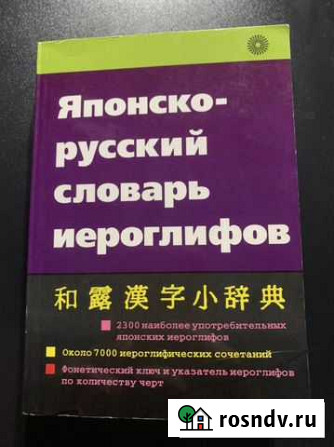 Японско-
русский
словарь
иероглифов
和露漢字小辞典
2300 наиболее употребительных
японских иероглифов
Около 7000 иероглифических сочетаний
Фонетический ключ и указатель иероглифов
по количеству черт
rosndv.ru